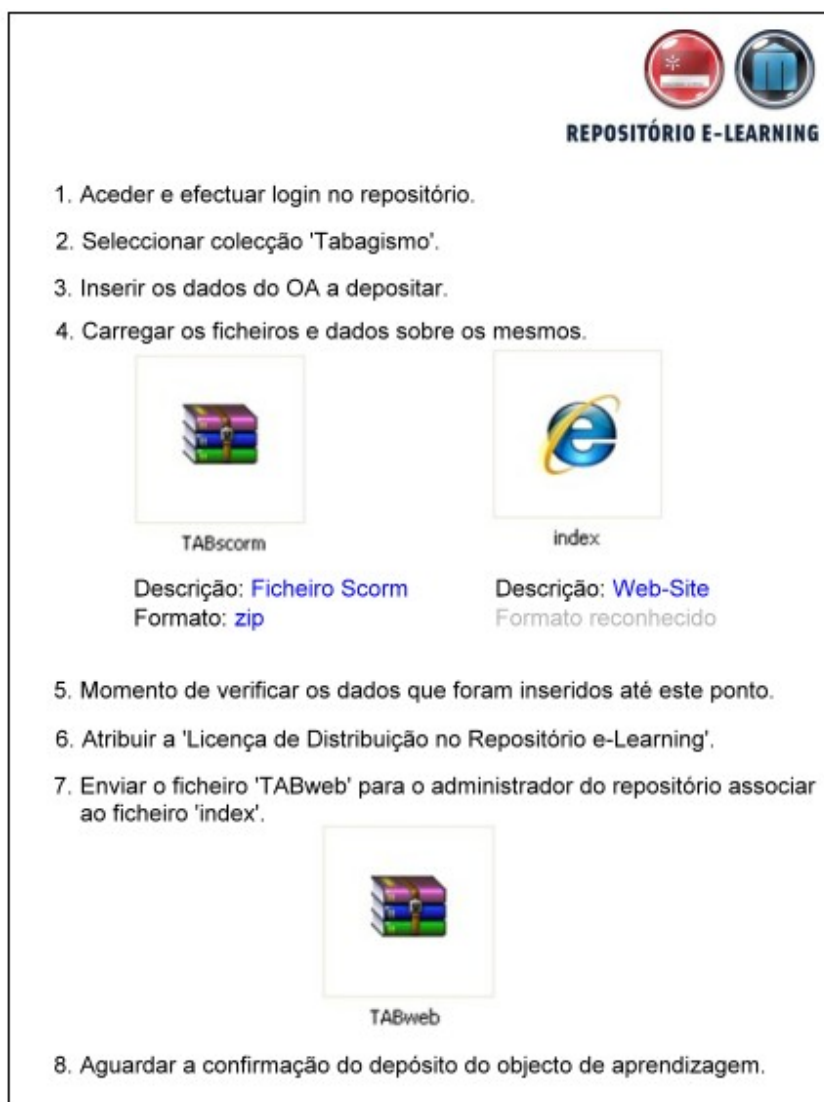 REPOSITÓRIO E-LEARNING
1. Aceder e efectuar login no repositório.
2. Seleccionar colecção 'Tabagismo'.
3. Inserir os dados do OA a depositar.
4. Carregar os ficheiros e dados sobre os mesmos.
TABscorm
index
Descrição: Ficheiro Scorm
Formato: zip
Descrição: Web-Site
Formato reconhecido
5. Momento de verificar os dados que foram inseridos até este ponto.
6. Atribuir a 'Licença de Distribuição no Repositório e-Learning'.
7. Enviar o ficheiro 'TABweb' para o administrador do repositório associar
ao ficheiro 'index'.
TABweb
8. Aguardar a confirmação do depósito do objecto de aprendizagem.